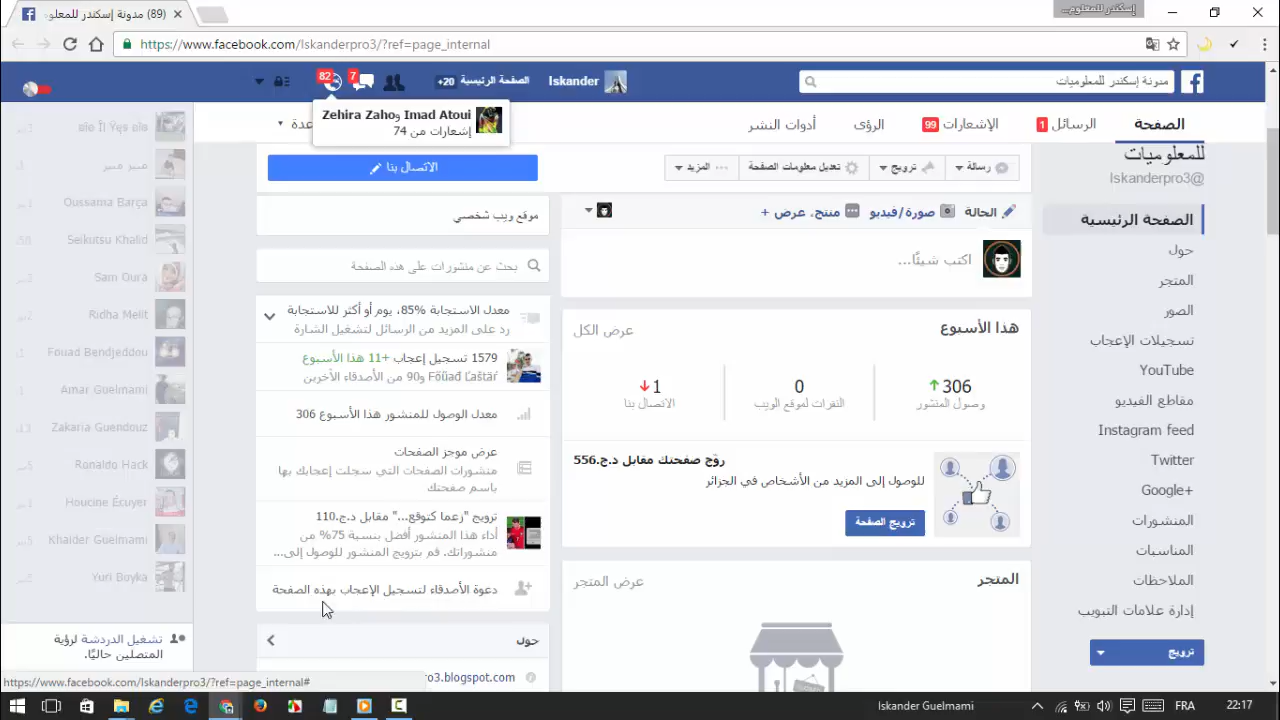 (89) مدونة إسكندر للمعلو
إسكندر للمعلوم...
https://www.facebook.com/Iskanderpro3/?ref=page_internal
مدونة إسكندر للمعلوميات
Iskander
الصفحة الرئيسية
+20
7
82
Imad Atoui وZehira Zaho
إشعارات من 74
الصفحة
الرسائل 1
الإشعارات 99
الرؤى
أدوات النشر
عدة
للمعلوميات
@Iskanderpro3
رسالة
ترويج
تعديل معلومات الصفحة
المزيد
الاتصال بنا
موقع ويب شخصي
بحث عن منشورات على هذه الصفحة
الحالة
صورة/فيديو
منتج، عرض +
اكتب شيئًا...
الصفحة الرئيسية
حول
المتجر
الصور
تسجيلات الإعجاب
YouTube
مقاطع الفيديو
Instagram feed
Twitter
Google+
المنشورات
المناسبات
الملاحظات
إدارة علامات التبويب
ترويج
هذا الأسبوع
عرض الكل
306
وصول المنشور
0
النقرات لموقع الويب
1
الاتصال بنا
روّج صفحتك مقابل د.ج.556
للوصول إلى المزيد من الأشخاص في الجزائر
ترويج الصفحة
المتجر
عرض المتجر
معدل الاستجابة 85%، يوم أو أكثر للاستجابة
رد على المزيد من الرسائل لتشغيل الشارة
1579 تسجيل إعجاب +11 هذا الأسبوع
Föüad Ľaštář و90 من الأصدقاء الآخرين
معدل الوصول للمنشور هذا الأسبوع 306
عرض موجز الصفحات
منشورات الصفحات التي سجلت إعجابك بها
باسم صفحتك
ترويج "زعما كتوقع..." مقابل د.ج.110
أداء هذا المنشور أفضل بنسبة 75% من
منشوراتك. قم بترويج المنشور للوصول إلى...
دعوة الأصدقاء لتسجيل الإعجاب بهذه الصفحة
حول
pro3.blogspot.com
Oussama Barça
Seikutsu Khalid
Sam Oura
Ridha Melit
Fouad Bendjeddou
Amar Guelmami
Zakaria Guendouz
Ronaldo Hack
Houcine Écuyer
Khaider Guelmami
Yuri Boyka
تشغيل الدردشة لرؤية
المتصلين حاليًا.
https://www.facebook.com/Iskanderpro3/?ref=page_internal#
Iskander Guelmami
FRA
22:17